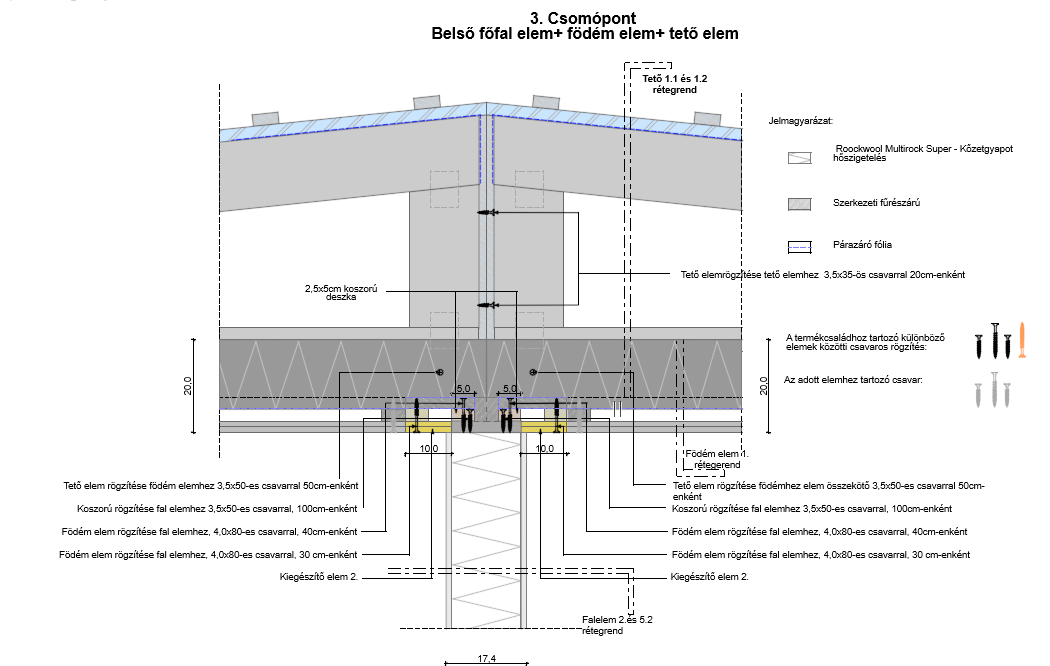 3. Csomópont
Belső főfal elem+ födém elem+ tető elem
Tető 1.1 és 1.2
rétegrend
Jelmagyarázat:
Roockwool Multirock Super - Kőzetgyapot
hőszigetelés
Szerkezeti fűrészárú
Párazáró fólia
Tető elemrögzítése tető elemhez 3,5x35-ös csavarral 20cm-enként
2,5x5cm koszorú
deszka
A termékcsaládhoz tartozó különböző
elemek közötti csavaros rögzítés:
Az adott elemhez tartozó csavar:
20,0
5,0
5,0
20,0
10,0
10,0
Födém elem 1.
rétegerend
Tető elem rögzítése födém elemhez 3,5x50-es csavarral 50cm-enként
Koszorú rögzítése fal elemhez 3,5x50-es csavarral, 100cm-enként
Födém elem rögzítése fal elemhez, 4,0x80-es csavarral, 40cm-enként
Födém elem rögzítése fal elemhez, 4,0x80-es csavarral, 30 cm-enként
Kiegészítő elem 2.
Tető elem rögzítése födémhez elem összekötő 3,5x50-es csavarral 50cm-
enként
Koszorú rögzítése fal elemhez 3,5x50-es csavarral, 100cm-enként
Födém elem rögzítése fal elemhez, 4,0x80-es csavarral, 40cm-enként
Födém elem rögzítése fal elemhez, 4,0x80-es csavarral, 30 cm-enként
Kiegészítő elem 2.
Falelem 2.és 5.2
rétegrend
17,4